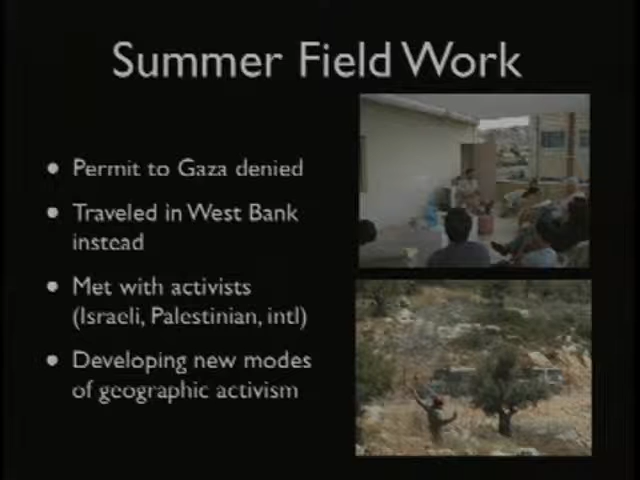 Summer Field Work
• Permit to Gaza denied
• Traveled in West Bank
instead
• Met with activists
(Israeli, Palestinian, intl)
• Developing new modes
of geographic activism